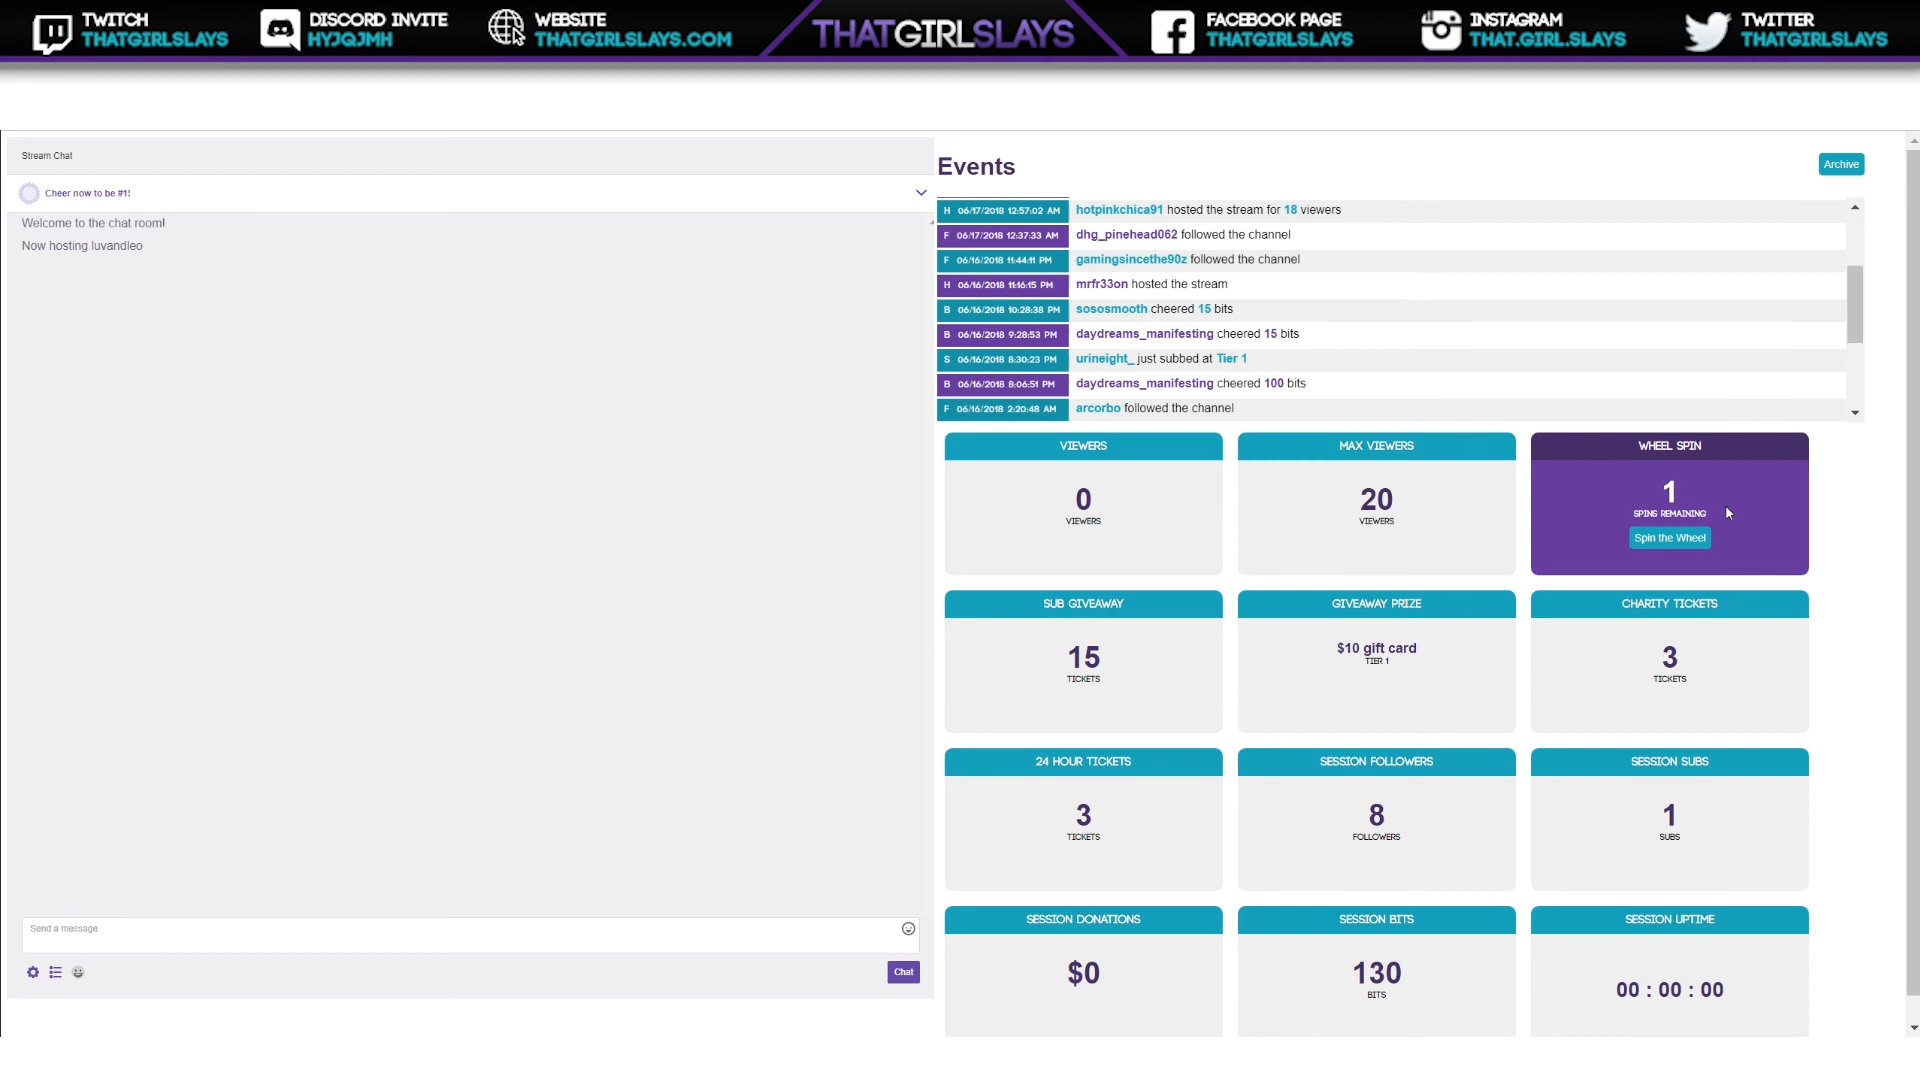 TWITCH
THATGIRLSLAYS
DISCORD INVITE
HYJQJMH
WEBSITE
THATGIRLSLAYS.COM
THATGIRLSLAYS
FACEBOOK PAGE
THATGIRLSLAYS
INSTAGRAM
THAT.GIRL.SLAYS
TWITTER
THATGIRLSLAYS
Stream Chat
Cheer now to be #1!
Welcome to the chat room!
Now hosting luvandleo
Send a message
Chat
Events
Archive
H 06/17/2018 12:57:02 AM hotpinkchica91 hosted the stream for 18 viewers
F 06/17/2018 12:37:33 AM dhg_pinehead062 followed the channel
F 06/16/2018 11:44:11 PM gamingsincethe90z followed the channel
H 06/16/2018 11:16:15 PM mrfr33on hosted the stream
B 06/16/2018 10:28:38 PM sososmooth cheered 15 bits
B 06/16/2018 9:28:53 PM daydreams_manifesting cheered 15 bits
S 06/16/2018 8:30:23 PM urineight_ just subbed at Tier 1
B 06/16/2018 8:06:51 PM daydreams_manifesting cheered 100 bits
F 06/16/2018 2:20:48 AM arcorbo followed the channel
VIEWERS
0
VIEWERS
MAX VIEWERS
20
VIEWERS
WHEEL SPIN
1
SPINS REMAINING
Spin the Wheel
SUB GIVEAWAY
15
TICKETS
GIVEAWAY PRIZE
$10 gift card
TIER 1
CHARITY TICKETS
3
TICKETS
24 HOUR TICKETS
3
TICKETS
SESSION FOLLOWERS
8
FOLLOWERS
SESSION SUBS
1
SUBS
SESSION DONATIONS
$0
SESSION BITS
130
BITS
SESSION UPTIME
00 : 00 : 00